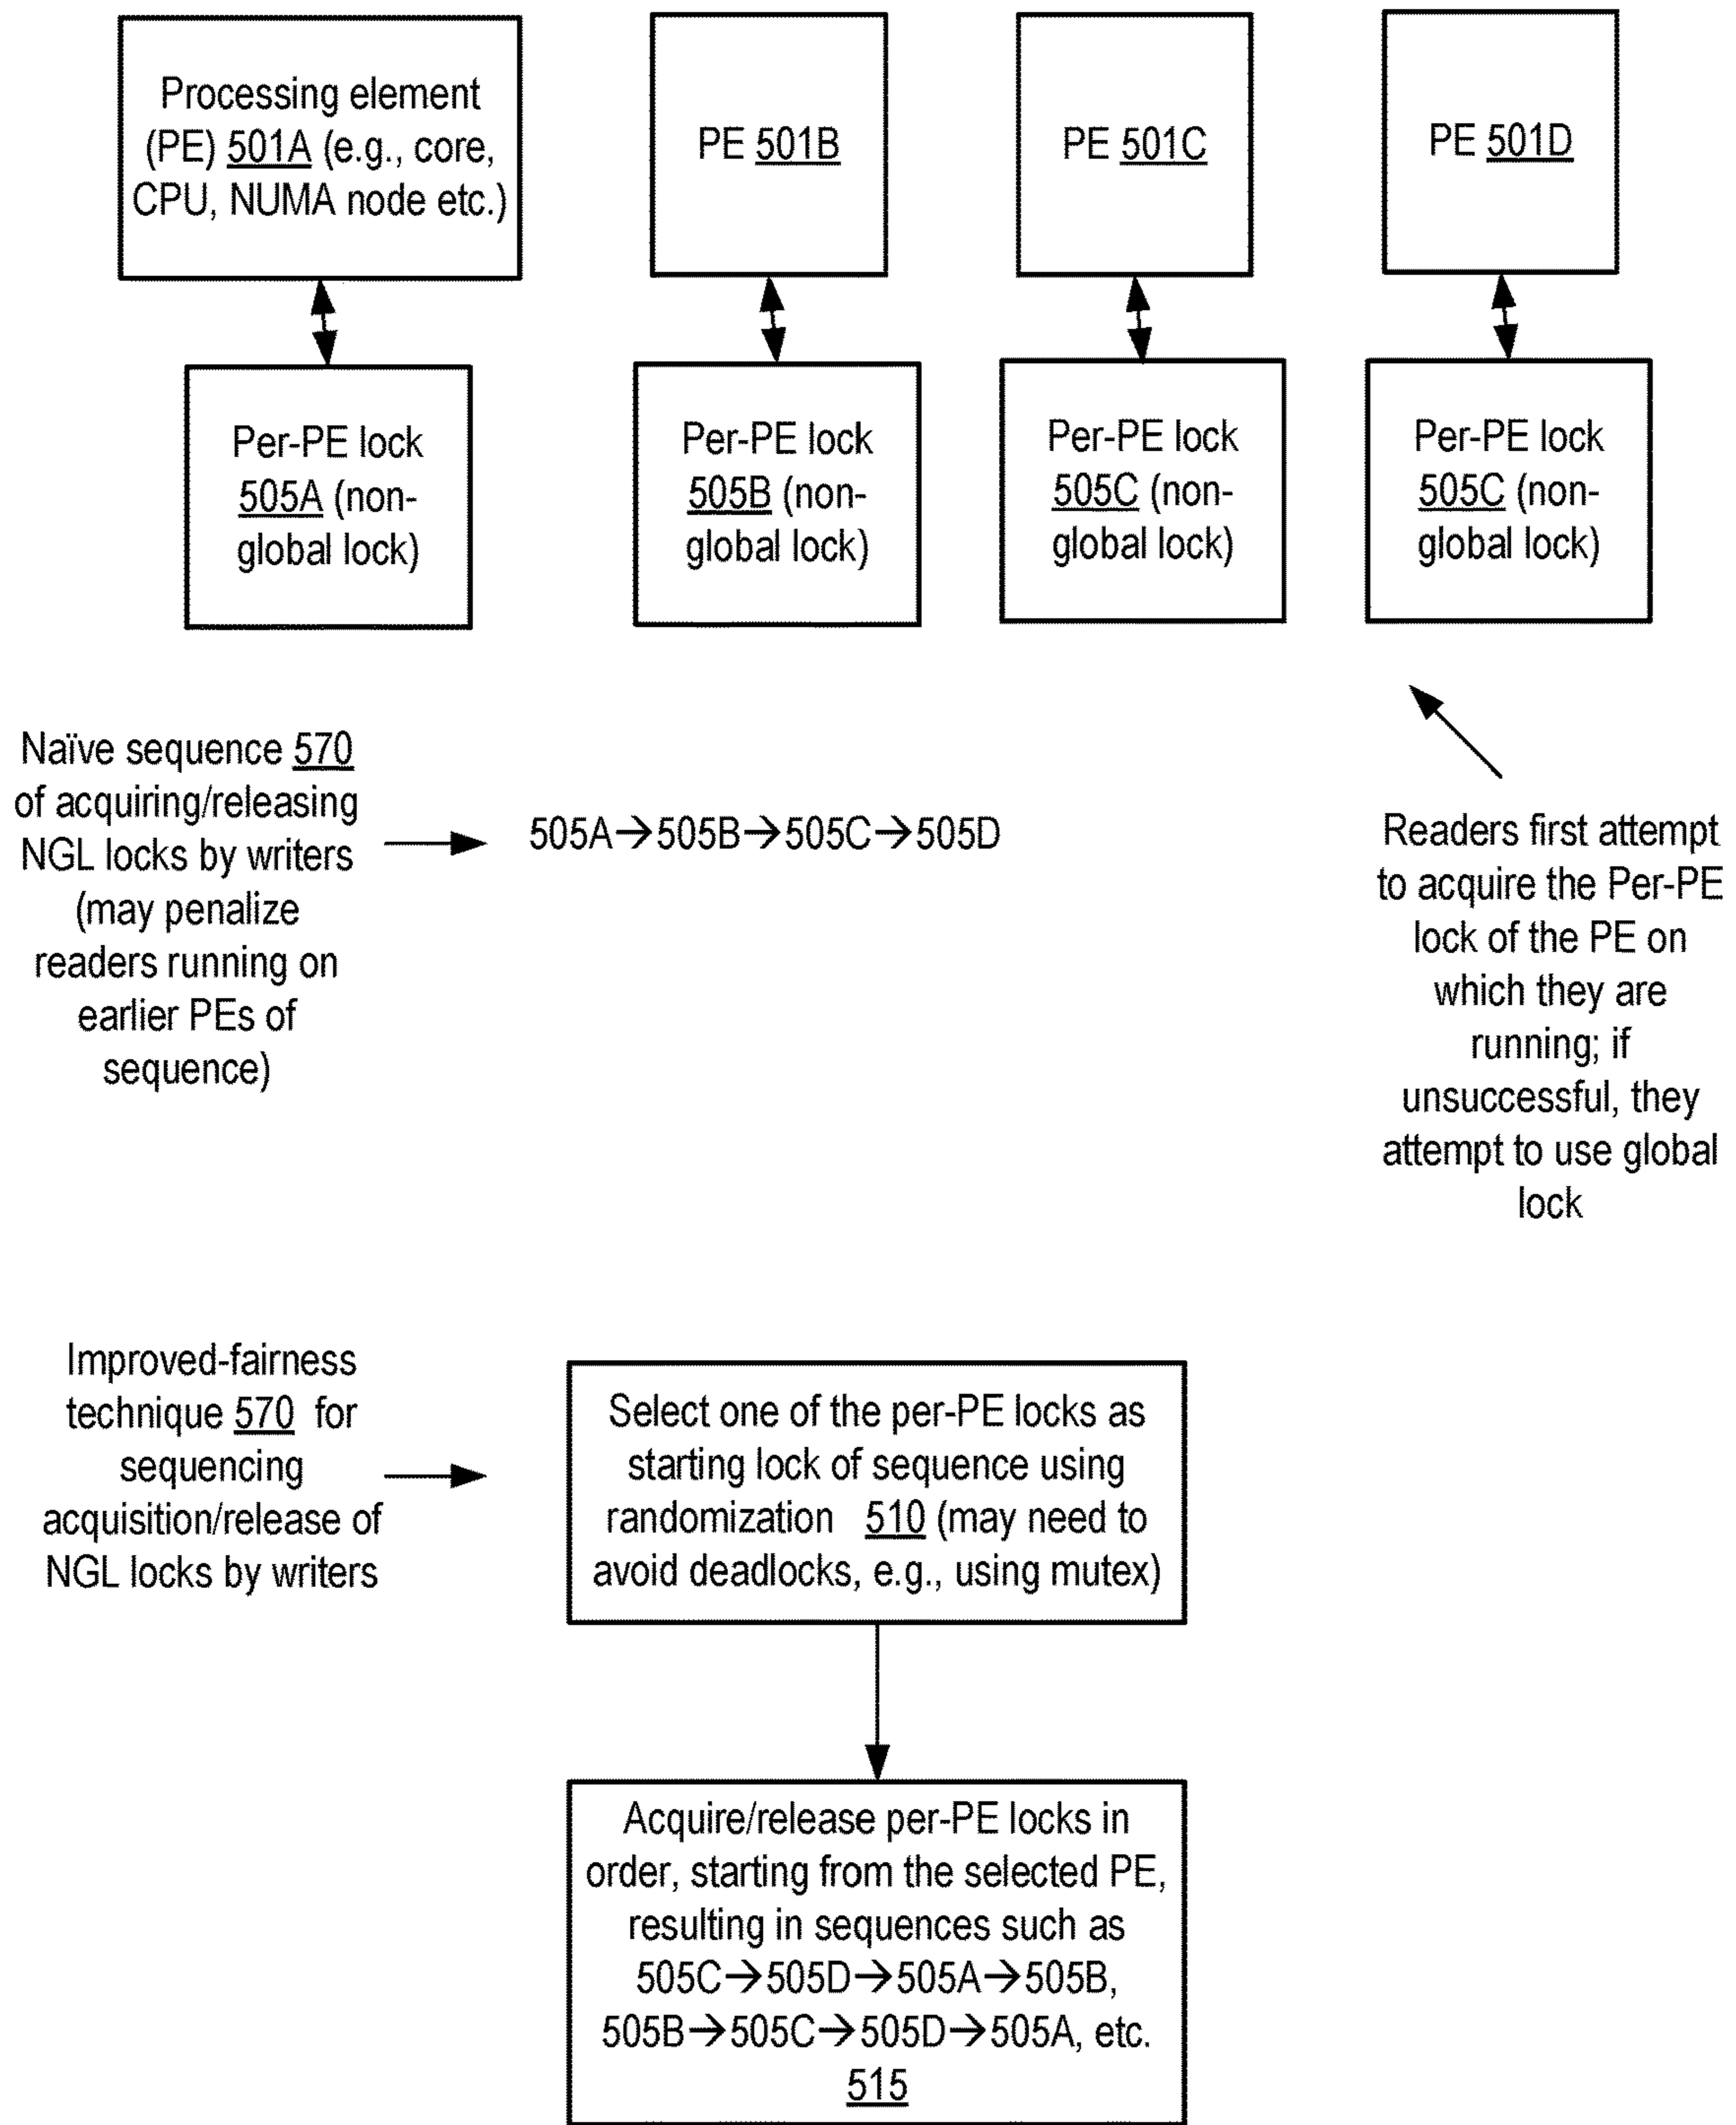 Processing element
(PE) 501A (e.g., core,
CPU, NUMA node etc.)
PE 501B
PE 501C
PE 501D
Per-PE lock
505A (non-
global lock)
Per-PE lock
505B (non-
global lock)
Per-PE lock
505C (non-
global lock)
Per-PE lock
505C (non-
global lock)
Naïve sequence 570
of acquiring/releasing
NGL locks by writers
(may penalize
readers running on
earlier PEs of
sequence)
505A→505B→505C→505D
Readers first attempt
to acquire the Per-PE
lock of the PE on
which they are
running; if
unsuccessful, they
attempt to use global
lock
Improved-fairness
technique 570 for
sequencing
acquisition/release of
NGL locks by writers
Select one of the per-PE locks as
starting lock of sequence using
randomization 510 (may need to
avoid deadlocks, e.g., using mutex)
Acquire/release per-PE locks in
order, starting from the selected PE,
resulting in sequences such as
505C→505D→505A→505B,
505B→505C→505D→505A, etc.
515